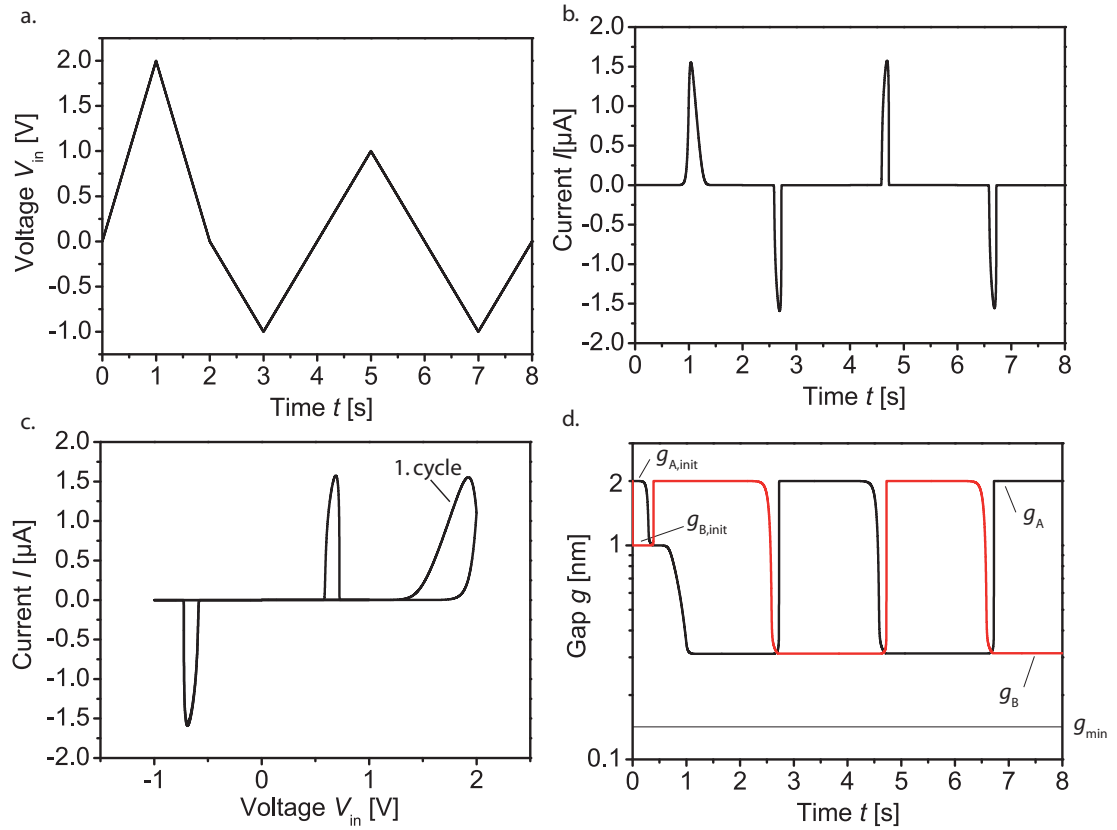 a.
2.0
1.5
1.0
0.5
0.0
-0.5
-1.0
Voltage V_in [V]
0 1 2 3 4 5 6 7 8
Time t [s]
b.
2.0
1.5
1.0
0.5
0.0
-0.5
-1.0
-1.5
-2.0
Current I[µA]
0 1 2 3 4 5 6 7 8
Time t [s]
c.
2.0
1.5
1.0
0.5
0.0
-0.5
-1.0
-1.5
-2.0
Current I [µA]
1. cycle
-1 0 1 2
Voltage V_in [V]
d.
2
1
0.1
Gap g [nm]
g_A,init
g_B,init
g_A
g_B
g_min
0 1 2 3 4 5 6 7 8
Time t [s]